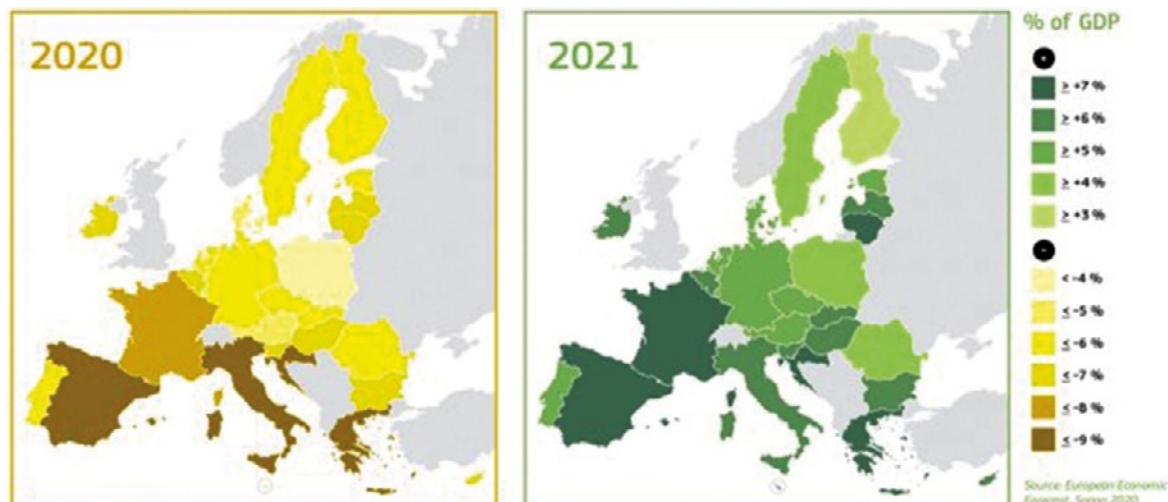 2020
2021
% of GDP
≥ +7 %
≥ +6 %
≥ +5 %
≥ +4 %
≥ +3 %
< -4 %
≤ -5 %
≤ -6 %
≤ -7 %
≤ -8 %
≤ -9 %
Source: European Economic
Forecast, Spring 2020